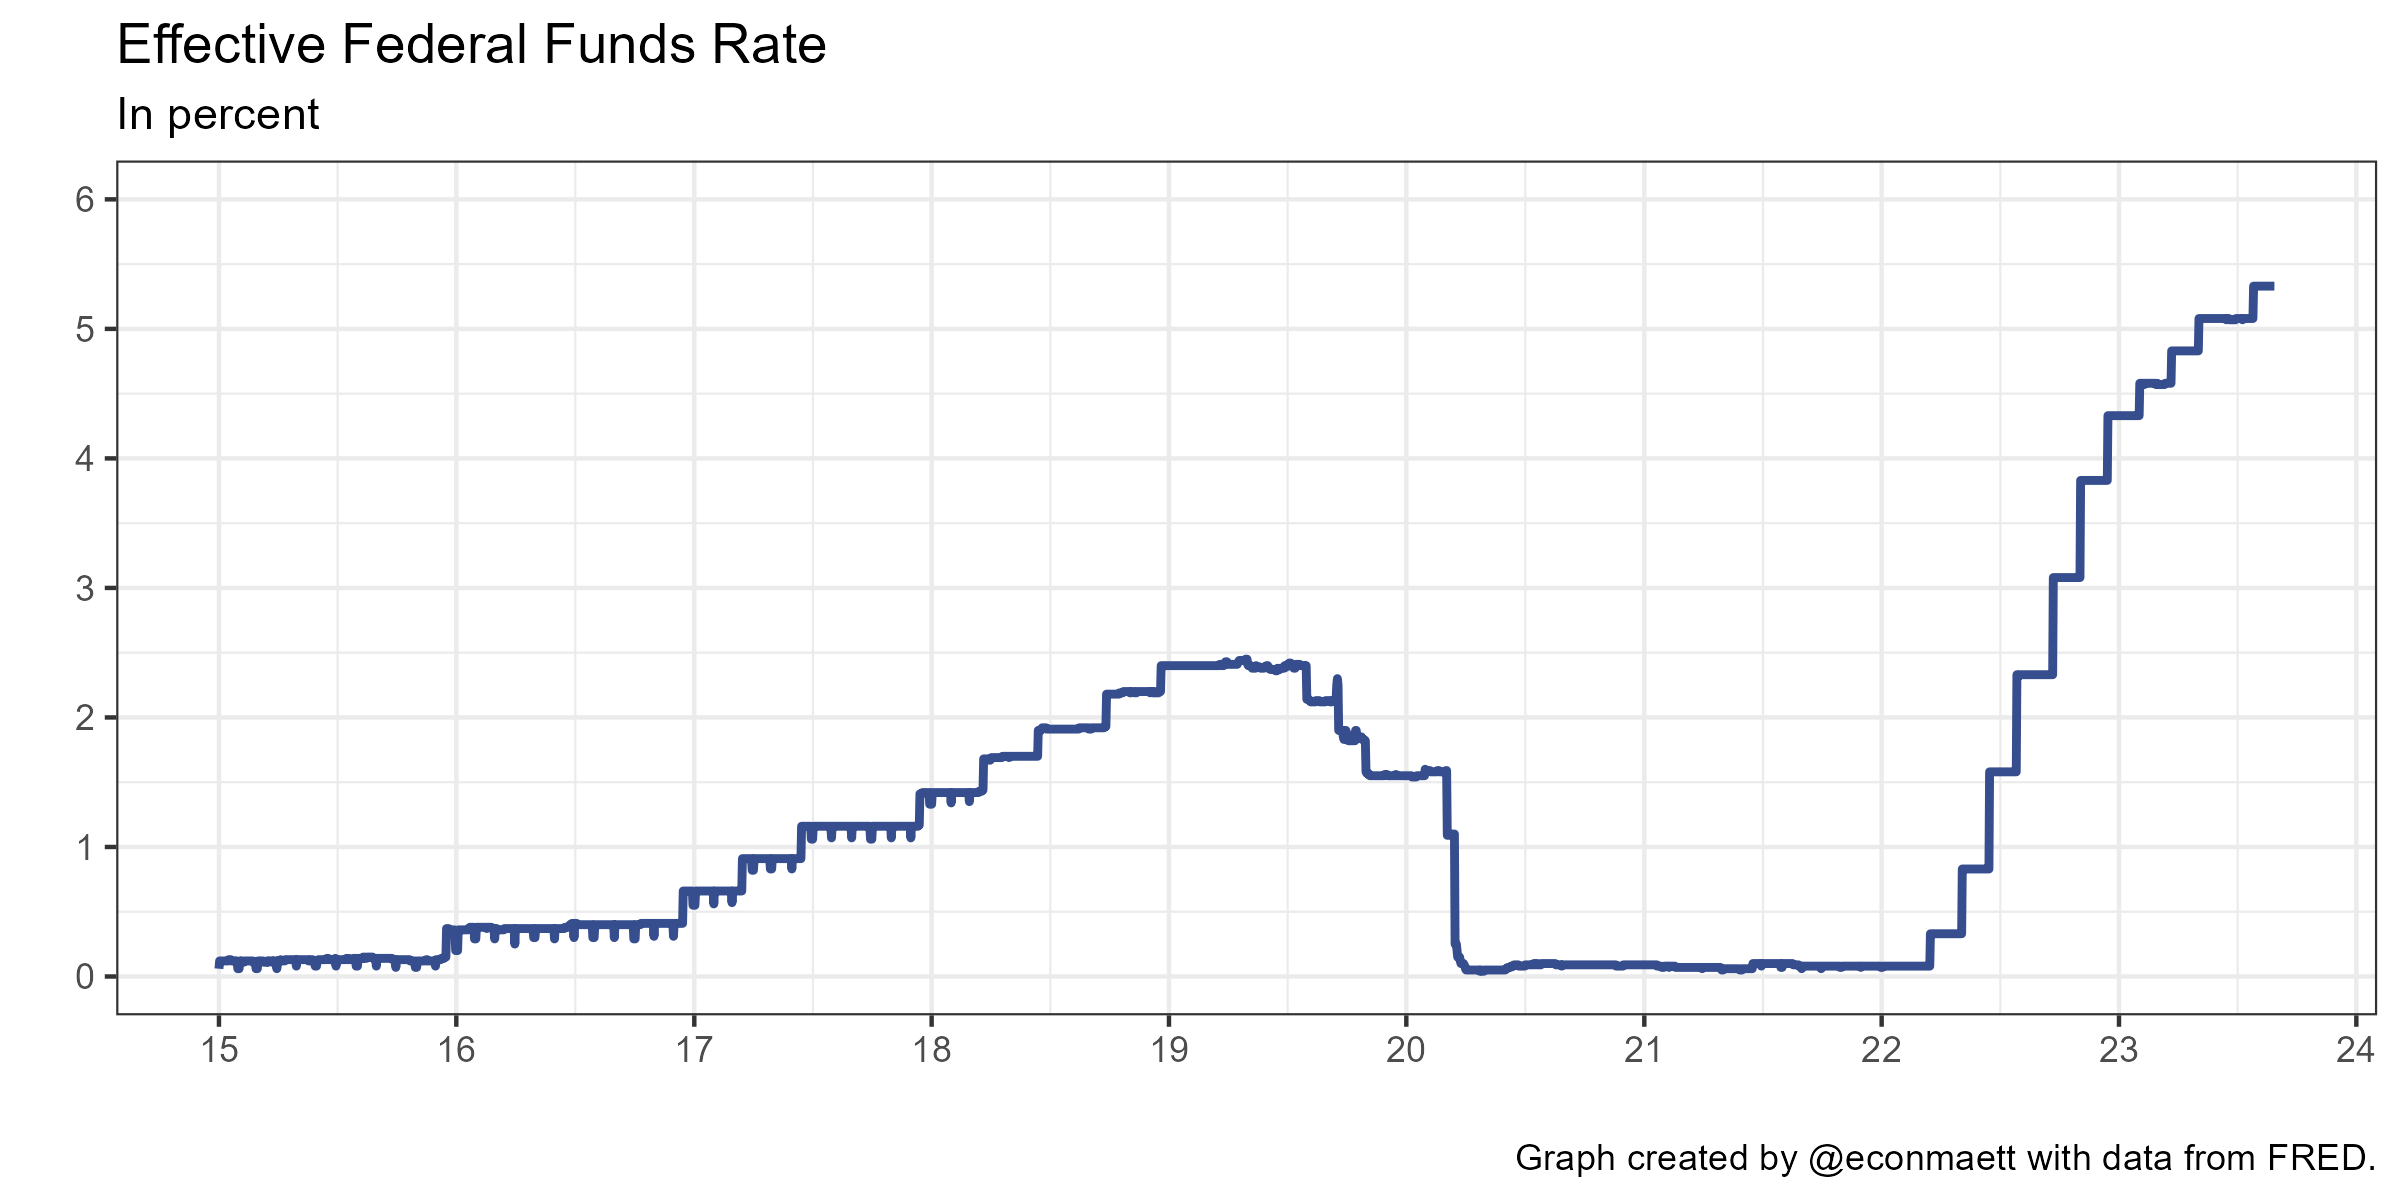 Effective Federal Funds Rate
In percent
6
5
4
3
2
1
0
15 16 17 18 19 20 21 22 23 24
Graph created by @econmaett with data from FRED.